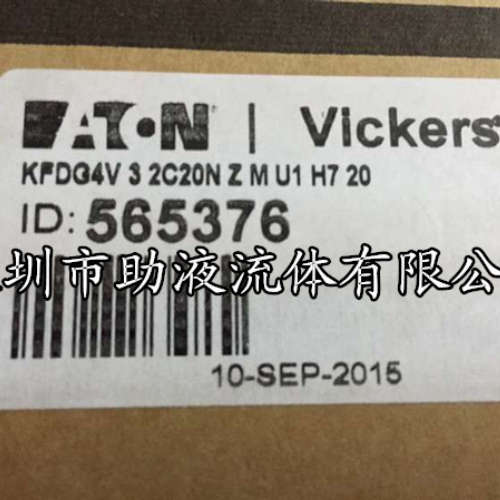 EATON | Vickers®
KFDG4V 3 2C20N Z M U1 H7 20
ID: 565376
圳市助液流体有限公
10-SEP-2015